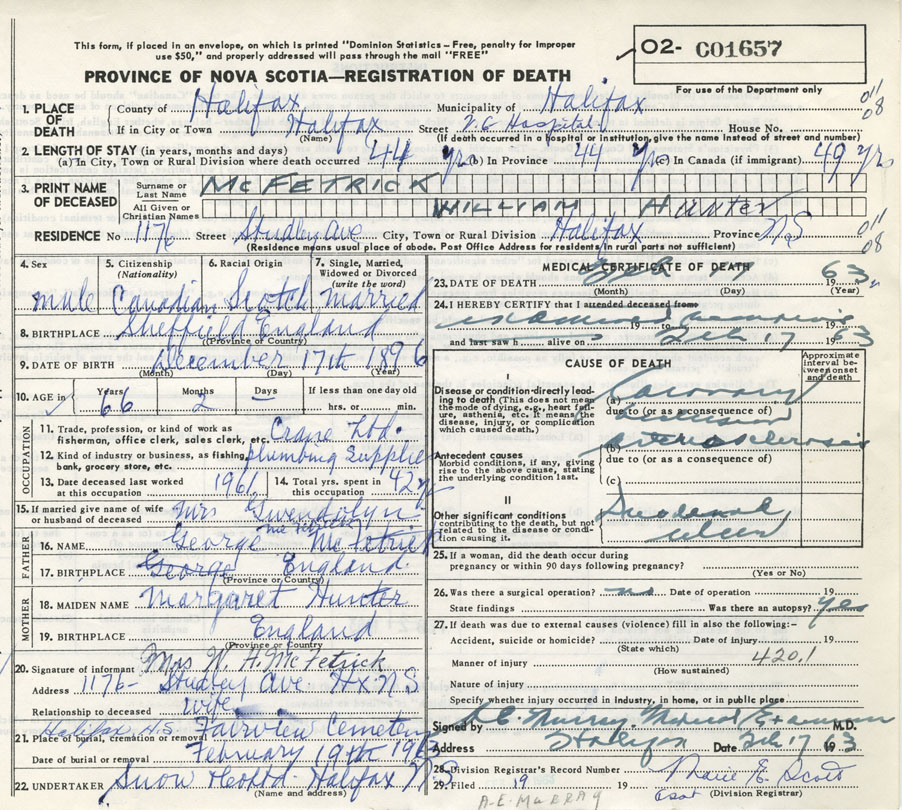 This form, if placed in an envelope, on which is printed "Dominion Statistics—Free, penalty for improper
use $50," and properly addressed will pass through the mail "FREE"
02- C01657
PROVINCE OF NOVA SCOTIA—REGISTRATION OF DEATH
For use of the Department only
1. PLACE OF DEATH
County of Halifax Municipality of Halifax 011
08
If in City or Town Halifax Street V.G. Hospital House No.
(Name) (If death occurred in a hospital or institution, give the name instead of street and number)
2. LENGTH OF STAY (in years, months and days)
(a) In City, Town or Rural Division where death occurred 44 yrs (b) In Province 44 yrs (c) In Canada (if immigrant) 49 yrs
3. PRINT NAME OF DECEASED
Surname or Last Name McFETRICK
All Given or Christian Names WILLIAM Hunter
RESIDENCE No 1176 Street Studley Ave City, Town or Rural Division Halifax Province NS 011
08
(Residence means usual place of abode. Post Office Address for residents in rural parts not sufficient)
4. Sex male
5. Citizenship (Nationality) Canadian
6. Racial Origin Scotch
7. Single, Married, Widowed or Divorced (write the word) Married
8. BIRTHPLACE Sheffield England
(Province or Country)
9. DATE OF BIRTH December 17th 1896
(Month) (Day) (Year)
10. AGE in Years 66 Months 2 Days — If less than one day old hrs. or min.
OCCUPATION
11. Trade, profession, or kind of work as fisherman, office clerk, sales clerk, etc. Crane Ltd.
12. Kind of industry or business, as fishing, bank, grocery store, etc. plumbing Supplies
13. Date deceased last worked at this occupation 1961
14. Total yrs. spent in this occupation 42
15. If married give name of wife or husband of deceased Mrs Gwendolyn
FATHER
16. NAME George McFetrick
17. BIRTHPLACE George England
(Province or Country)
MOTHER
18. MAIDEN NAME Margaret Hunter
19. BIRTHPLACE England
(Province or Country)
20. Signature of informant Mrs W. H. McFetrick
Address 1176- Studley Ave Hx NS
Relationship to deceased wife
21. Place of burial, cremation or removal Halifax N.S. Fairview Cemetery
Date of burial or removal February 19th 1963
22. UNDERTAKER Snow Halifax NS
(Name and address)
MEDICAL CERTIFICATE OF DEATH
23. DATE OF DEATH Feb 1963
(Month) (Day) (Year)
24. I HEREBY CERTIFY that I attended deceased from
examined 19 to
and last saw h alive on Feb 17 1963
CAUSE OF DEATH
Approximate interval between onset and death
I
Disease or condition directly leading to death (This does not mean the mode of dying, e.g., heart failure, asthenia, etc. It means the disease, injury, or complication which caused death.)
(a) Coronary occlusion
due to (or as a consequence of)
Antecedent causes
Morbid conditions, if any, giving rise to the above cause, stating the underlying condition last.
(b) arteriosclerosis
due to (or as a consequence of)
(c)
II
Other significant conditions contributing to the death, but not related to the disease or condition causing it.
Duodenal ulcer
25. If a woman, did the death occur during pregnancy or within 90 days following pregnancy?
(Yes or No)
26. Was there a surgical operation? no Date of operation 19
State findings Was there an autopsy? yes
27. If death was due to external causes (violence) fill in also the following:—
Accident, suicide or homicide? Date of injury 19
(State which)
Manner of injury 420.1
(How sustained)
Nature of injury
Specify whether injury occurred in industry, in home, or in public place
Signed by A E Murray Medical Examiner M.D.
Address Halifax Date Feb 17 1963
28. Division Registrar's Record Number
29. Filed 19 Marie E. Scott
A. E. MURRAY (Division Registrar)